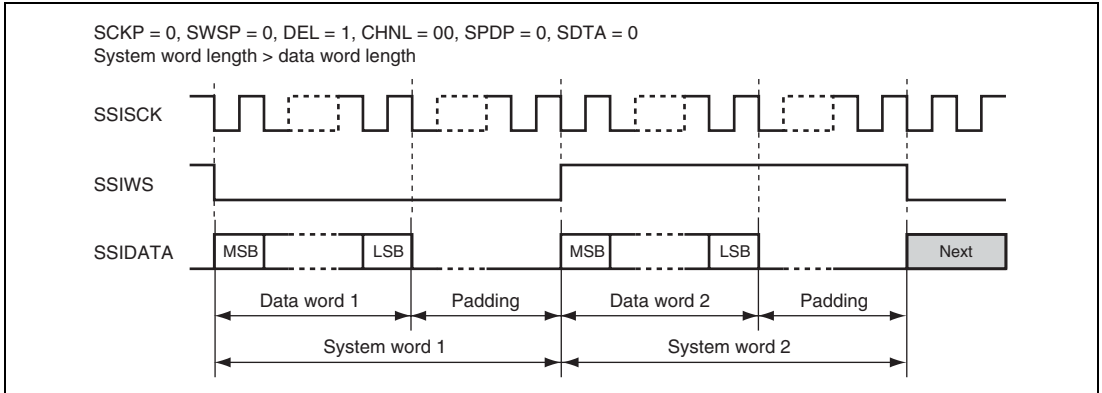 SCKP = 0, SWSP = 0, DEL = 1, CHNL = 00, SPDP = 0, SDTA = 0
System word length > data word length
SSISCK
SSIWS
SSIDATA MSB LSB MSB LSB Next
Data word 1 Padding Data word 2 Padding
System word 1 System word 2